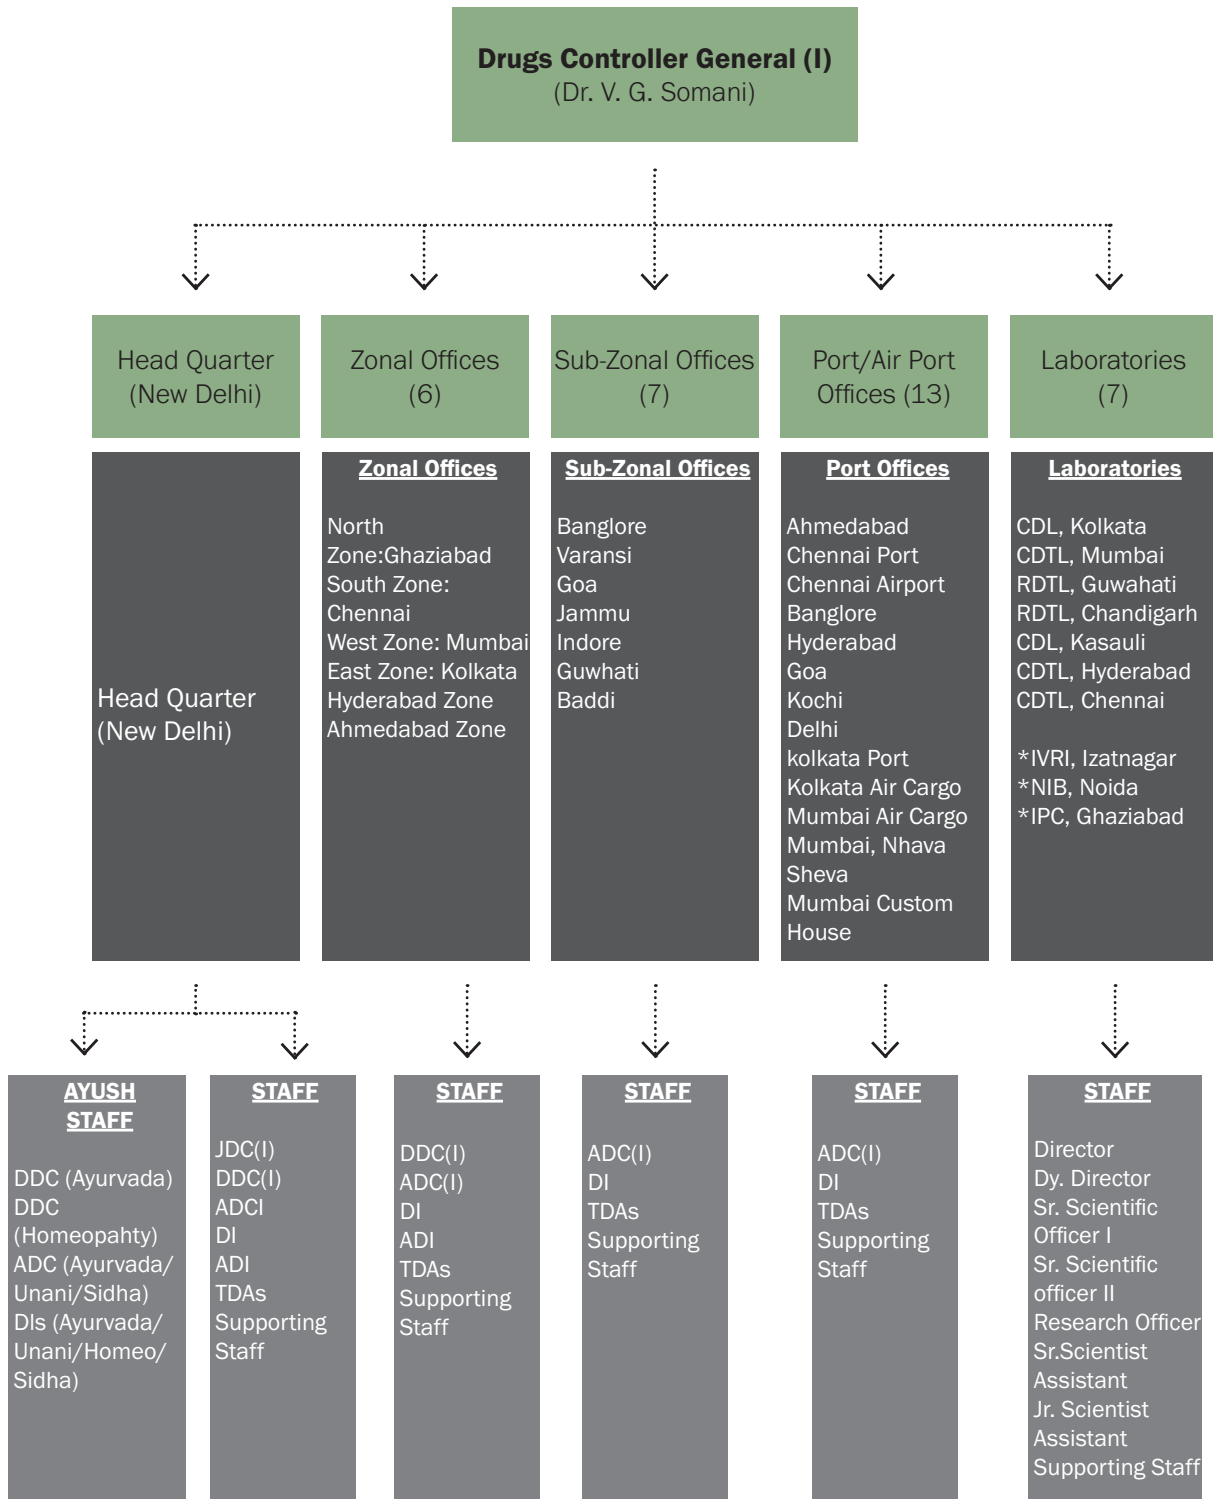 Drugs Controller General (I)
(Dr. V. G. Somani)
Head Quarter
(New Delhi)
Zonal Offices
(6)
Sub-Zonal Offices
(7)
Port/Air Port
Offices (13)
Laboratories
(7)
Head Quarter
(New Delhi)
Zonal Offices
North
Zone:Ghaziabad
South Zone:
Chennai
West Zone: Mumbai
East Zone: Kolkata
Hyderabad Zone
Ahmedabad Zone
Sub-Zonal Offices
Banglore
Varansi
Goa
Jammu
Indore
Guwhati
Baddi
Port Offices
Ahmedabad
Chennai Port
Chennai Airport
Banglore
Hyderabad
Goa
Kochi
Delhi
kolkata Port
Kolkata Air Cargo
Mumbai Air Cargo
Mumbai, Nhava
Sheva
Mumbai Custom
House
Laboratories
CDL, Kolkata
CDTL, Mumbai
RDTL, Guwahati
RDTL, Chandigarh
CDL, Kasauli
CDTL, Hyderabad
CDTL, Chennai
*IVRI, Izatnagar
*NIB, Noida
*IPC, Ghaziabad
AYUSH
STAFF
DDC (Ayurvada)
DDC
(Homeopahty)
ADC (Ayurvada/
Unani/Sidha)
DIs (Ayurvada/
Unani/Homeo/
Sidha)
STAFF
JDC(I)
DDC(I)
ADCI
DI
ADI
TDAs
Supporting
Staff
STAFF
DDC(I)
ADC(I)
DI
ADI
TDAs
Supporting
Staff
STAFF
ADC(I)
DI
TDAs
Supporting
Staff
STAFF
ADC(I)
DI
TDAs
Supporting
Staff
STAFF
Director
Dy. Director
Sr. Scientific
Officer I
Sr. Scientific
officer II
Research Officer
Sr.Scientist
Assistant
Jr. Scientist
Assistant
Supporting Staff